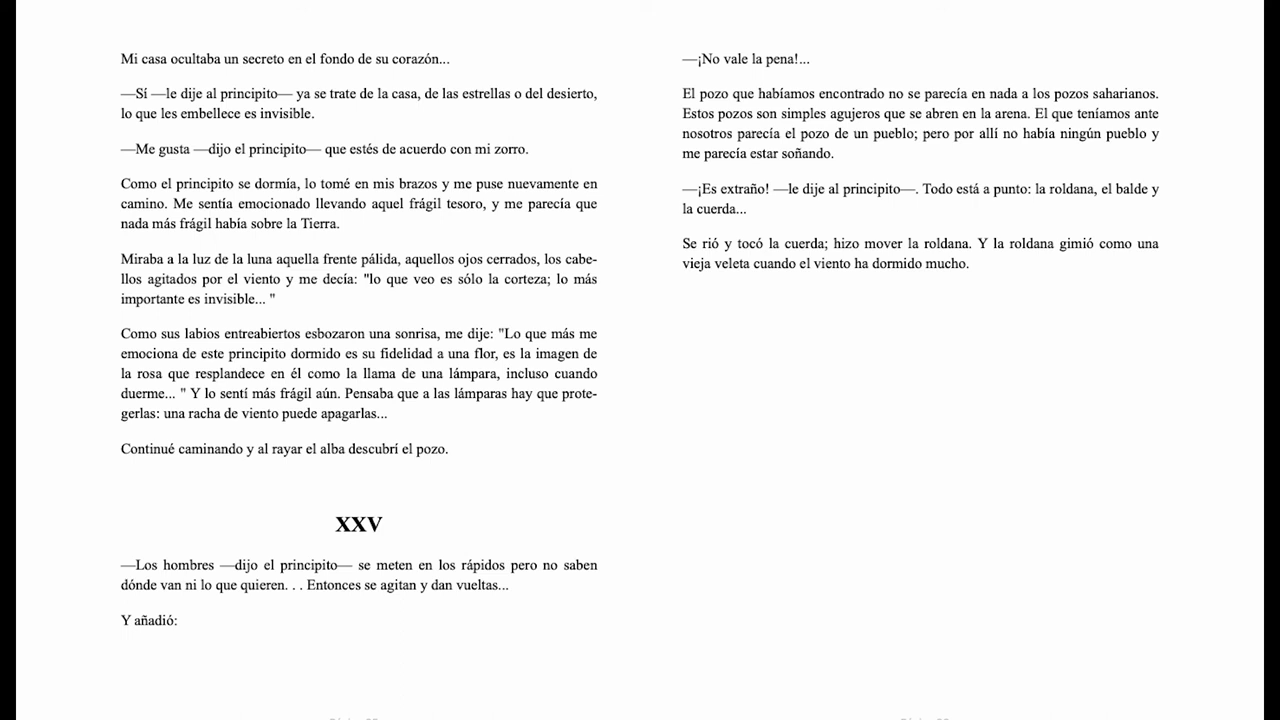 Mi casa ocultaba un secreto en el fondo de su corazón...
—Sí —le dije al principito— ya se trate de la casa, de las estrellas o del desierto,
lo que les embellece es invisible.
—Me gusta —dijo el principito— que estés de acuerdo con mi zorro.
Como el principito se dormía, lo tomé en mis brazos y me puse nuevamente en
camino. Me sentía emocionado llevando aquel frágil tesoro, y me parecía que
nada más frágil había sobre la Tierra.
Miraba a la luz de la luna aquella frente pálida, aquellos ojos cerrados, los cabe-
llos agitados por el viento y me decía: "lo que veo es sólo la corteza; lo más
importante es invisible... "
Como sus labios entreabiertos esbozaron una sonrisa, me dije: "Lo que más me
emociona de este principito dormido es su fidelidad a una flor, es la imagen de
la rosa que resplandece en él como la llama de una lámpara, incluso cuando
duerme... " Y lo sentí más frágil aún. Pensaba que a las lámparas hay que prote-
gerlas: una racha de viento puede apagarlas...
Continué caminando y al rayar el alba descubrí el pozo.
XXV
—Los hombres —dijo el principito— se meten en los rápidos pero no saben
dónde van ni lo que quieren. . . Entonces se agitan y dan vueltas...
Y añadió:
—¡No vale la pena!...
El pozo que habíamos encontrado no se parecía en nada a los pozos saharianos.
Estos pozos son simples agujeros que se abren en la arena. El que teníamos ante
nosotros parecía el pozo de un pueblo; pero por allí no había ningún pueblo y
me parecía estar soñando.
—¡Es extraño! —le dije al principito—. Todo está a punto: la roldana, el balde y
la cuerda...
Se rió y tocó la cuerda; hizo mover la roldana. Y la roldana gimió como una
vieja veleta cuando el viento ha dormido mucho.